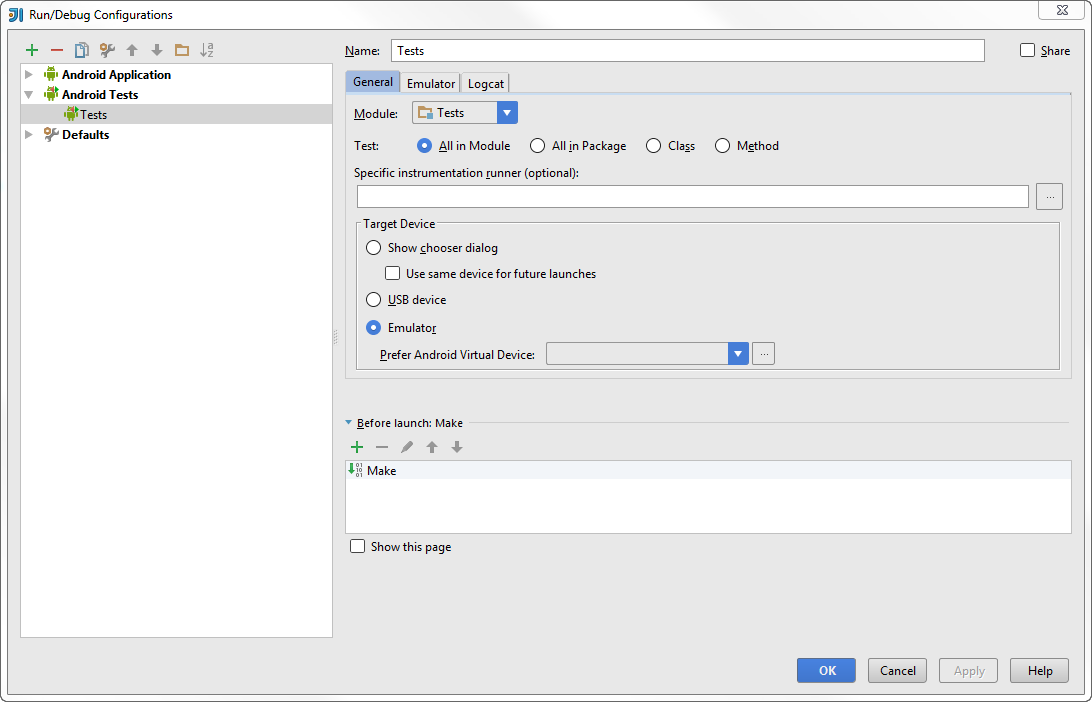 Run/Debug Configurations
Name: Tests Share
Android Application
Android Tests
Tests
Defaults
General Emulator Logcat
Module: Tests
Test: All in Module All in Package Class Method
Specific instrumentation runner (optional):
...
Target Device
Show chooser dialog
Use same device for future launches
USB device
Emulator
Prefer Android Virtual Device: ...
Before launch: Make
Make
Show this page
OK Cancel Apply Help